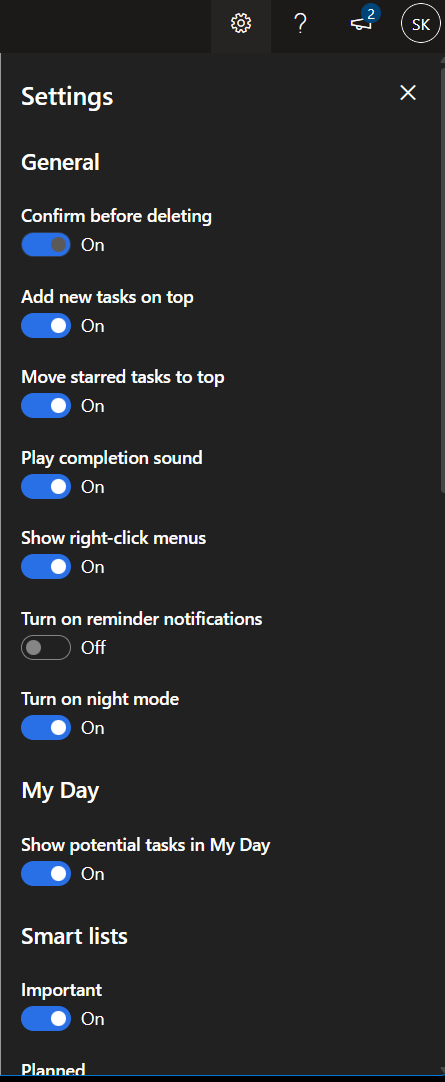 ?
2
SK
Settings
General
Confirm before deleting
On
Add new tasks on top
On
Move starred tasks to top
On
Play completion sound
On
Show right-click menus
On
Turn on reminder notifications
Off
Turn on night mode
On
My Day
Show potential tasks in My Day
On
Smart lists
Important
On
Planned